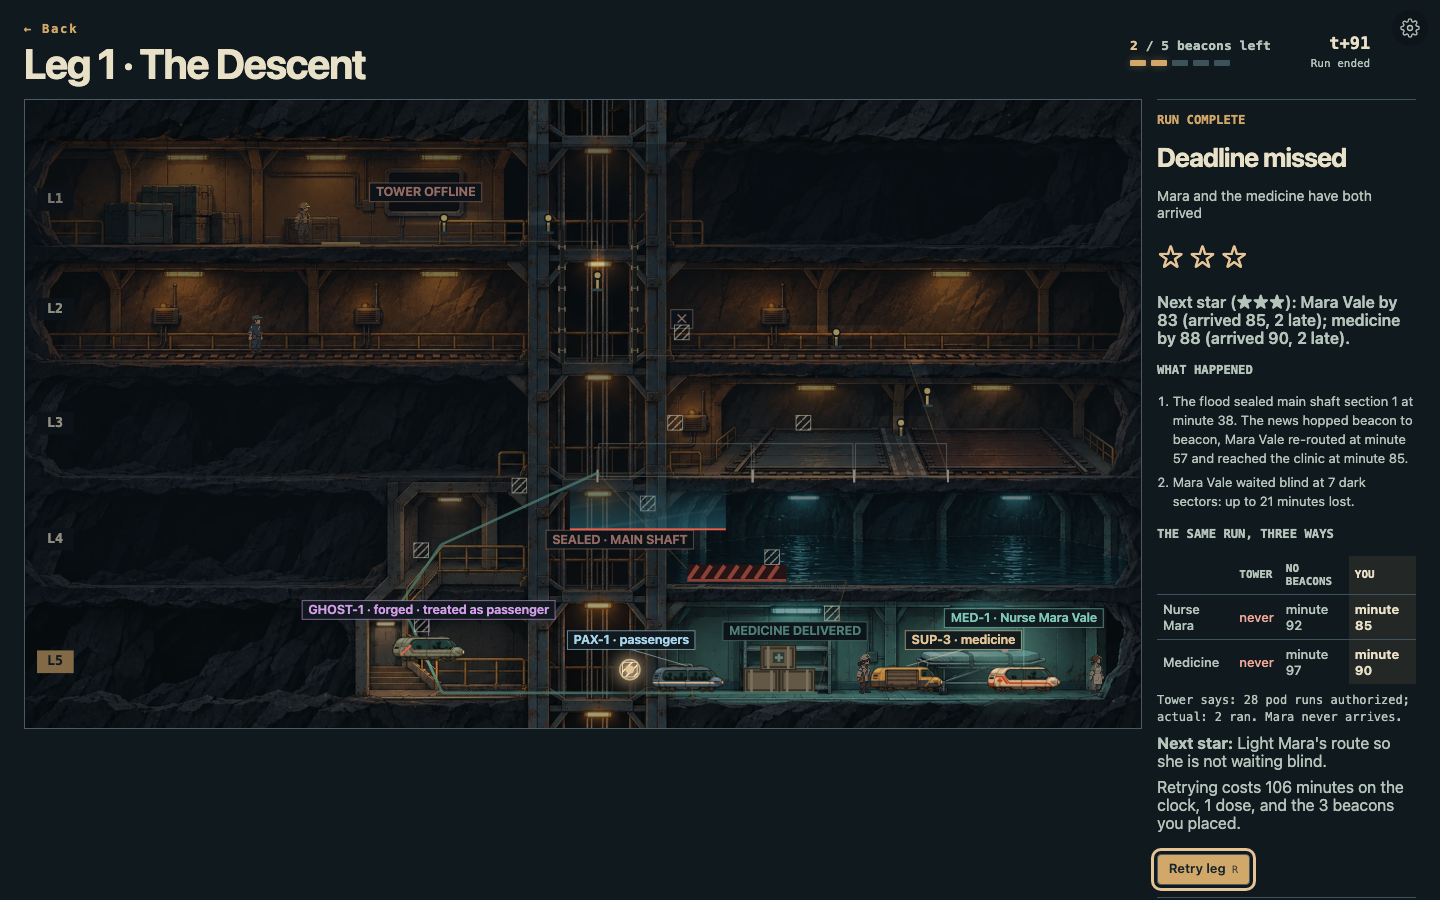 ← Back
Leg 1 · The Descent
2 / 5 beacons left
t+91
Run ended
L1
TOWER OFFLINE
L2
L3
L4
SEALED · MAIN SHAFT
GHOST-1 · forged · treated as passenger
PAX-1 · passengers
MEDICINE DELIVERED
MED-1 · Nurse Mara Vale
SUP-3 · medicine
L5
RUN COMPLETE
Deadline missed
Mara and the medicine have both
arrived
Next star (★★★): Mara Vale by
83 (arrived 85, 2 late); medicine
by 88 (arrived 90, 2 late).
WHAT HAPPENED
1. The flood sealed main shaft section 1 at
minute 38. The news hopped beacon to
beacon, Mara Vale re-routed at minute
57 and reached the clinic at minute 85.
2. Mara Vale waited blind at 7 dark
sectors: up to 21 minutes lost.
THE SAME RUN, THREE WAYS
TOWER NO BEACONS YOU
Nurse Mara never minute 92 minute 85
Medicine never minute 97 minute 90
Tower says: 28 pod runs authorized;
actual: 2 ran. Mara never arrives.
Next star: Light Mara's route so
she is not waiting blind.
Retrying costs 106 minutes on the
clock, 1 dose, and the 3 beacons
you placed.
Retry leg R